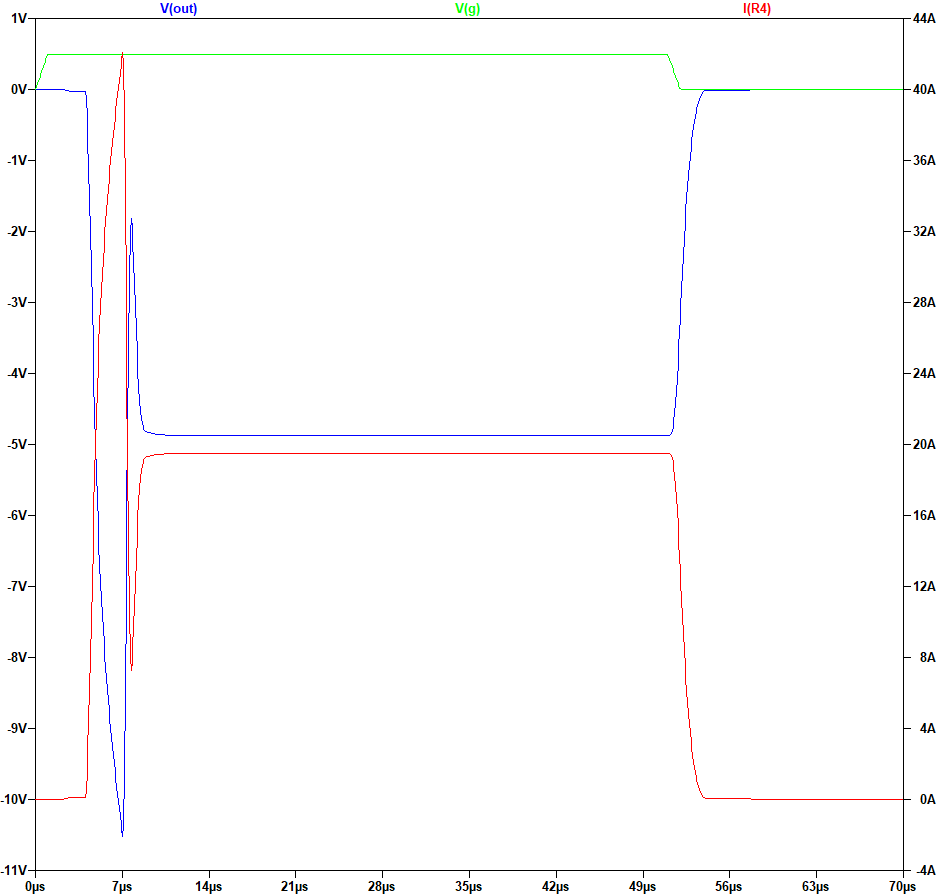 V(out) V(g) I(R4)
1V 44A
0V 40A
-1V 36A
-2V 32A
-3V 28A
-4V 24A
-5V 20A
-6V 16A
-7V 12A
-8V 8A
-9V 4A
-10V 0A
-11V -4A
0µs 7µs 14µs 21µs 28µs 35µs 42µs 49µs 56µs 63µs 70µs